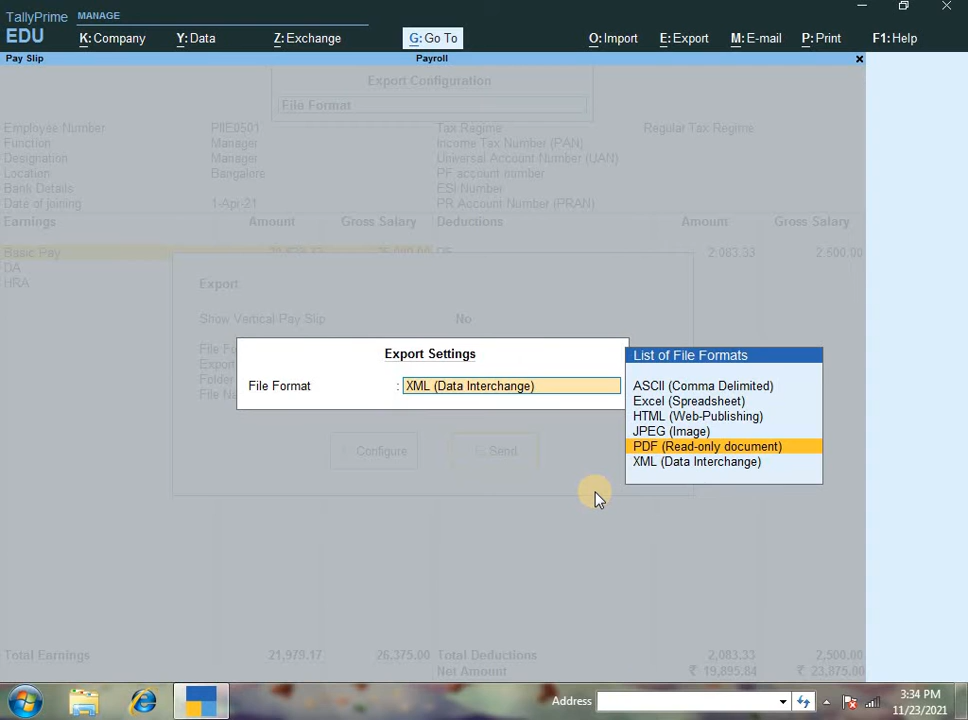 TallyPrime MANAGE
EDU K: Company Y: Data Z: Exchange G: Go To O: Import E: Export M: E-mail P: Print F1: Help
Pay Slip Payroll
Export Configuration
File Format
Employee Number PIIE0501 Tax Regime Regular Tax Regime
Function Manager Income Tax Number (PAN)
Designation Manager Universal Account Number (UAN)
Location Bangalore PF account number
Bank Details ESI Number
Date of joining 1-Apr-21 PR Account Number (PRAN)
Earnings Amount Gross Salary Deductions Amount Gross Salary
Basic Pay PF 2,083.33 2,500.00
DA
HRA
Export
Show Vertical Pay Slip No
Export Settings
File Format : XML (Data Interchange)
List of File Formats
ASCII (Comma Delimited)
Excel (Spreadsheet)
HTML (Web-Publishing)
JPEG (Image)
PDF (Read-only document)
XML (Data Interchange)
File Fo
Export
Folder
File Na
C: Configure E: Send
Total Earnings 21,979.17 26,375.00 Total Deductions 2,083.33 2,500.00
Net Amount ₹ 19,895.84 ₹ 23,875.00
Address
3:34 PM
11/23/2021